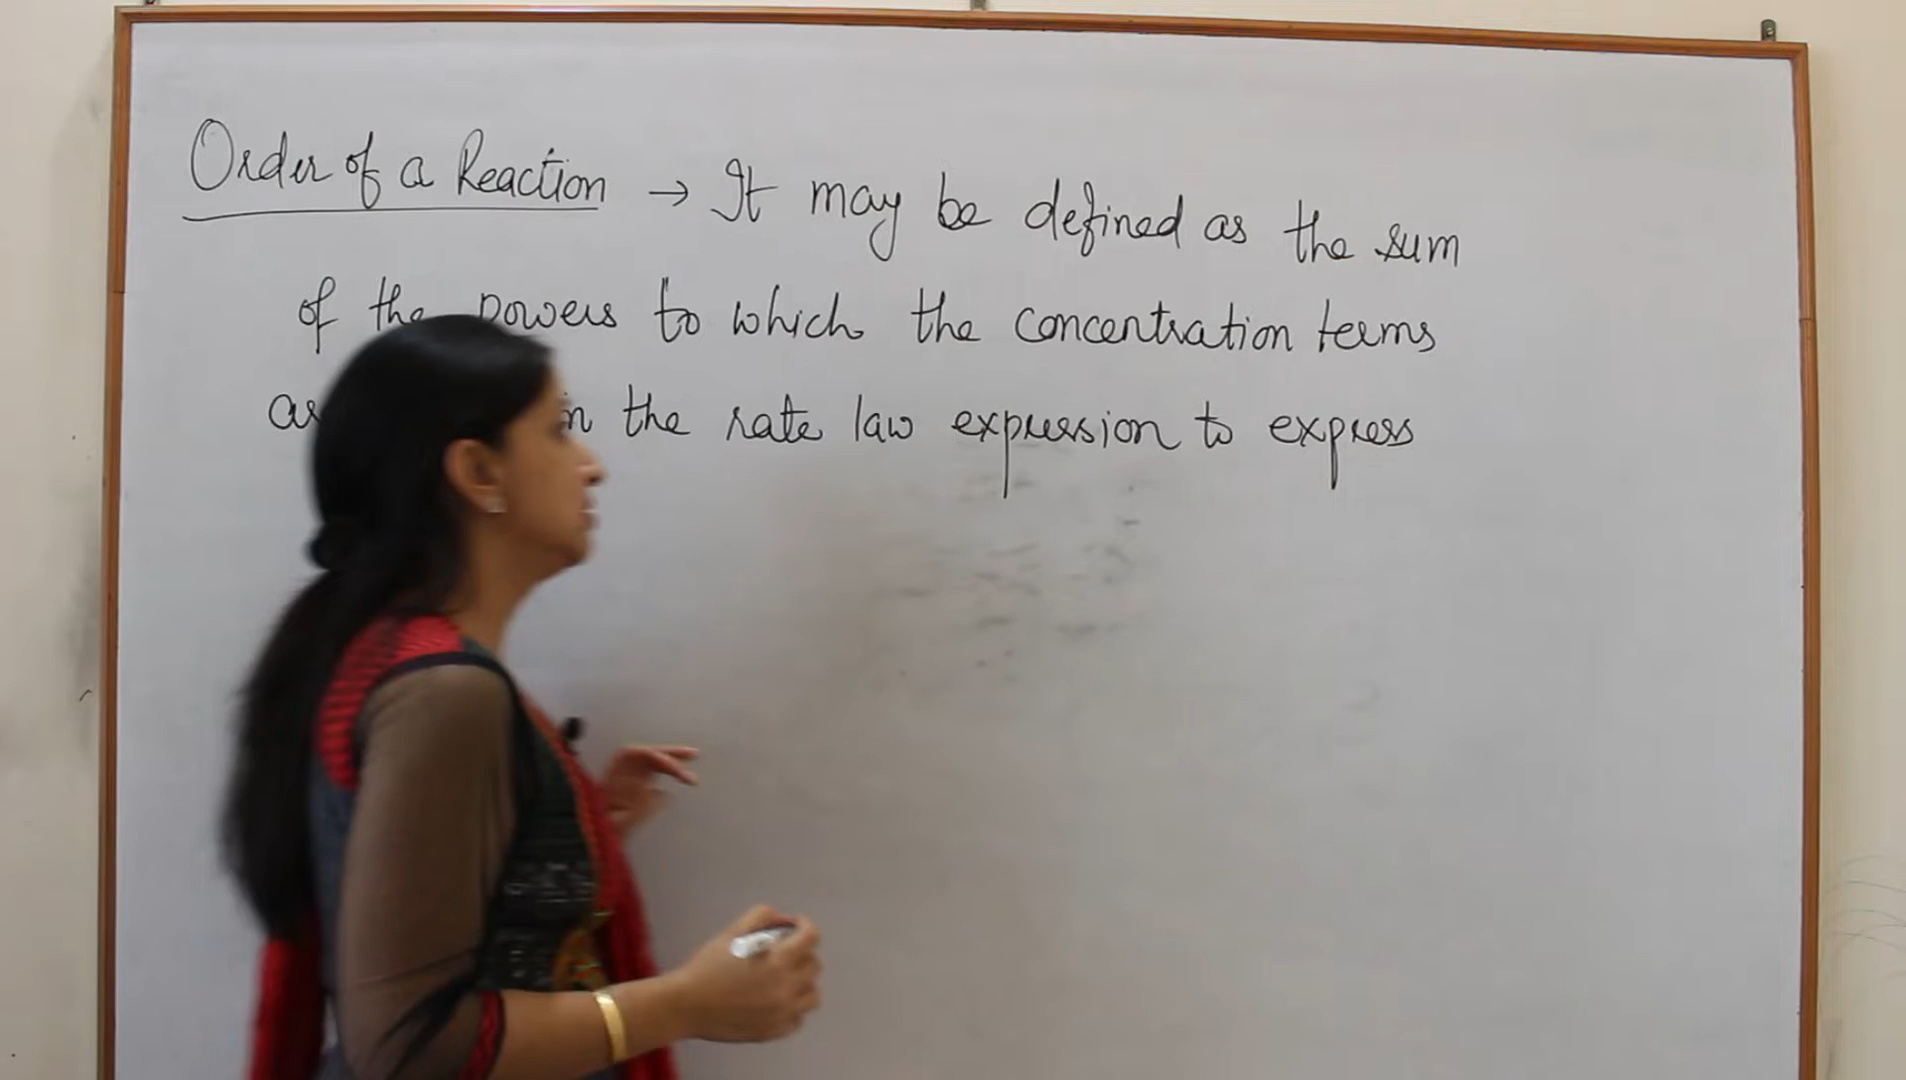 Order of a Reaction → It may be defined as the sum
of the powers to which the concentration terms
in the rate law expression to express